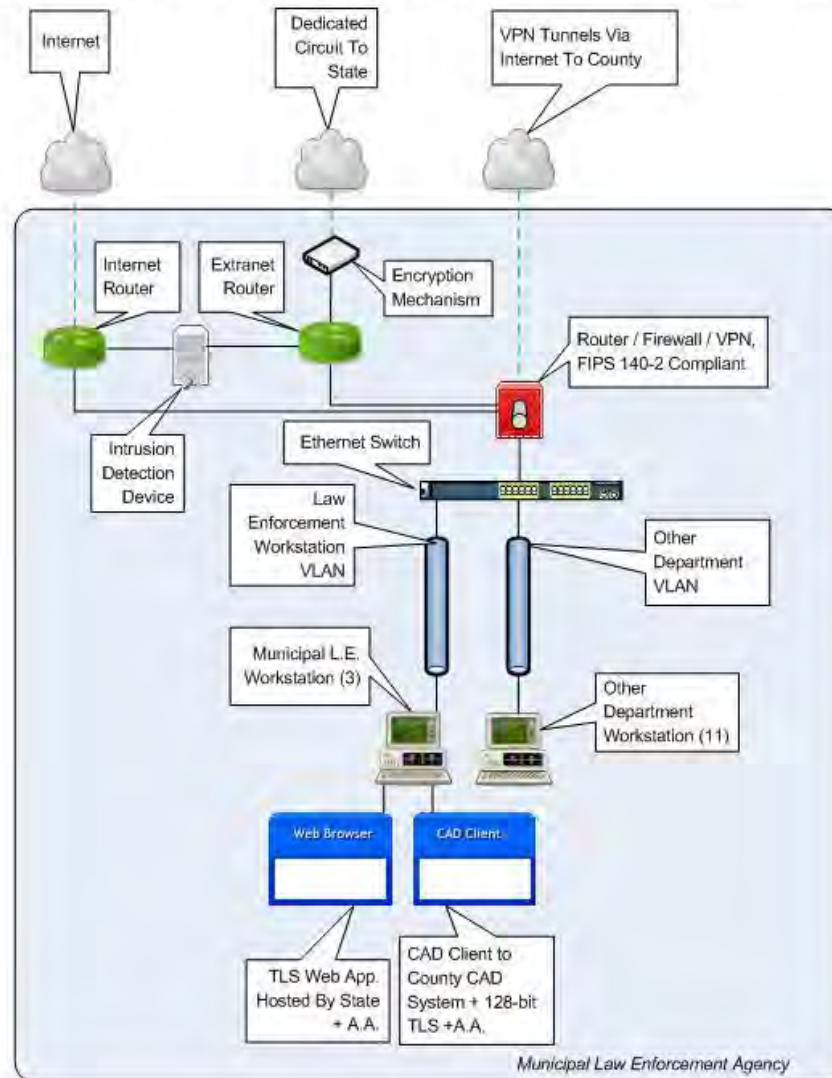 Internet
Dedicated
Circuit To
State
VPN Tunnels Via
Internet To County
Internet
Router
Extranet
Router
Encryption
Mechanism
Router / Firewall / VPN,
FIPS 140-2 Compliant
Intrusion
Detection
Device
Ethernet Switch
Law
Enforcement
Workstation
VLAN
Other
Department
VLAN
Municipal L.E.
Workstation (3)
Other
Department
Workstation (11)
Web Browser
CAD Client
TLS Web App.
Hosted By State
+ A.A.
CAD Client to
County CAD
System + 128-bit
TLS +A.A.
Municipal Law Enforcement Agency